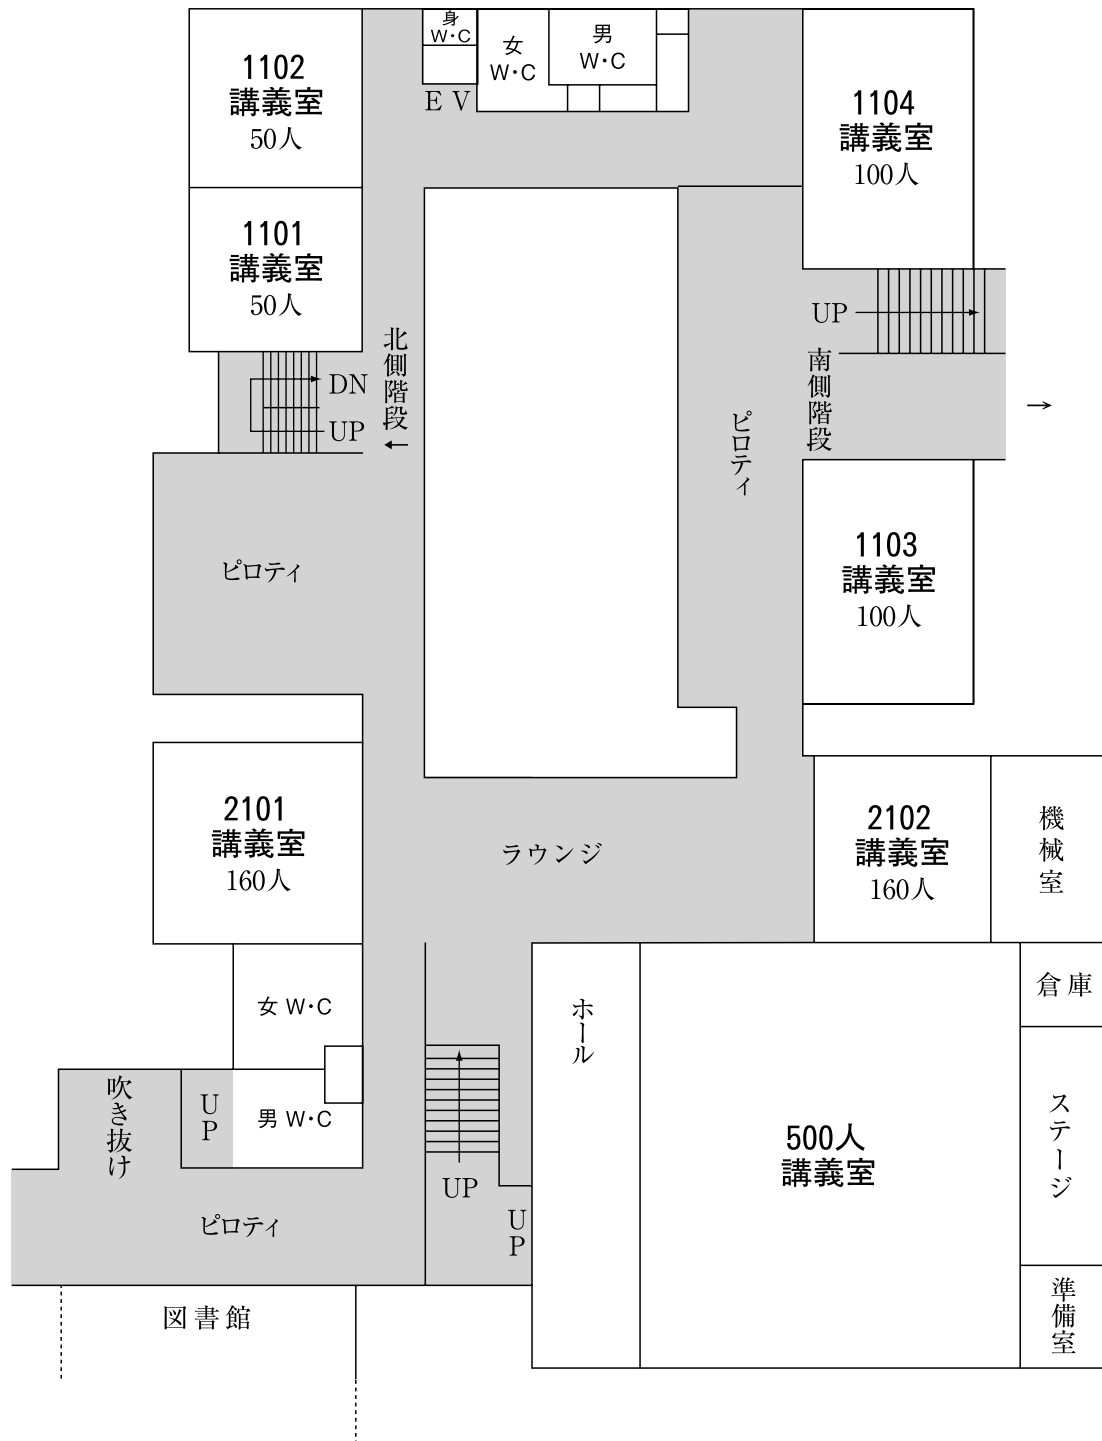 1102
講義室
50人
身
W・C
女
W・C
男
W・C
EV
1104
講義室
100人
1101
講義室
50人
北側階段
←
DN
UP
UP
南側階段
→
ピロティ
ピロティ
1103
講義室
100人
2101
講義室
160人
ラウンジ
2102
講義室
160人
機械室
女 W・C
ホール
倉庫
吹き抜け
UP
男 W・C
UP
UP
500人
講義室
ステージ
ピロティ
図書館
準備室